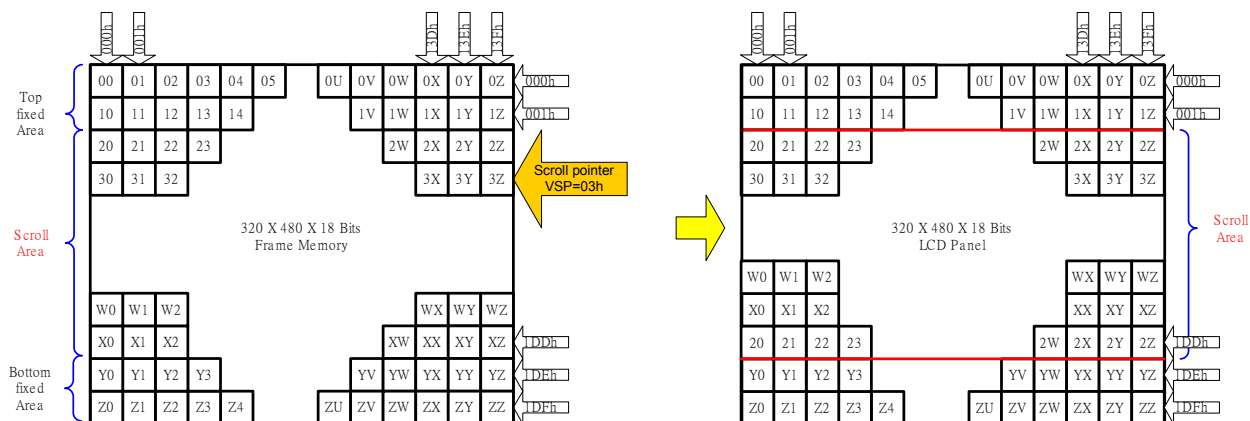 000h 001h 3Dh 3Eh 3Fh
00 01 02 03 04 05 0U 0V 0W 0X 0Y 0Z 000h
10 11 12 13 14 1V 1W 1X 1Y 1Z 001h
20 21 22 23 2W 2X 2Y 2Z
30 31 32 3X 3Y 3Z
Top
fixed
Area
Scroll
Area
Bottom
fixed
Area
Scroll pointer
VSP=03h
320 X 480 X 18 Bits
Frame Memory
W0 W1 W2 WX WY WZ
X0 X1 X2 XW XX XY XZ 1DDh
Y0 Y1 Y2 Y3 YV YW YX YY YZ 1DEh
Z0 Z1 Z2 Z3 Z4 ZU ZV ZW ZX ZY ZZ 1DFh
000h 001h 3Dh 3Eh 3Fh
00 01 02 03 04 05 0U 0V 0W 0X 0Y 0Z 000h
10 11 12 13 14 1V 1W 1X 1Y 1Z 001h
20 21 22 23 2W 2X 2Y 2Z
30 31 32 3X 3Y 3Z
320 X 480 X 18 Bits
LCD Panel
Scroll
Area
W0 W1 W2 WX WY WZ
X0 X1 X2 XX XY XZ
20 21 22 23 2W 2X 2Y 2Z 1DDh
Y0 Y1 Y2 Y3 YV YW YX YY YZ 1DEh
Z0 Z1 Z2 Z3 Z4 ZU ZV ZW ZX ZY ZZ 1DFh